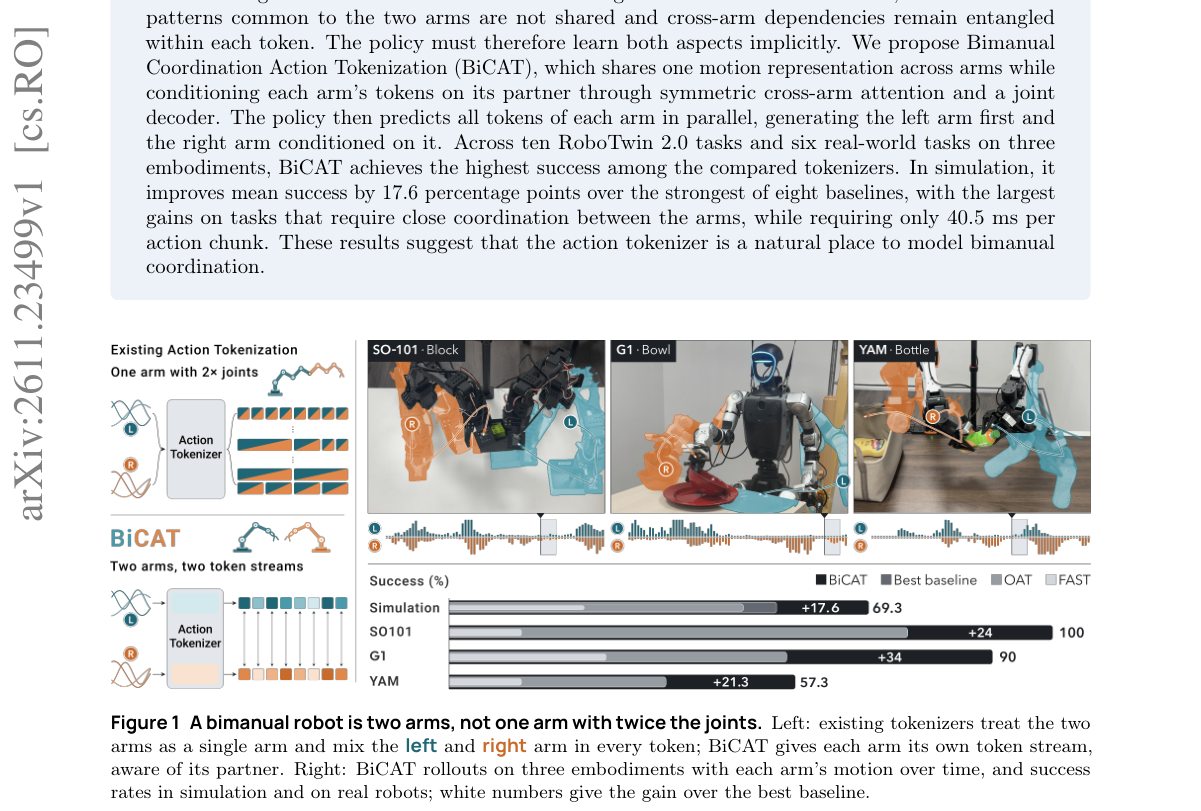 patterns common to the two arms are not shared and cross-arm dependencies remain entangled
within each token. The policy must therefore learn both aspects implicitly. We propose Bimanual
Coordination Action Tokenization (BiCAT), which shares one motion representation across arms while
conditioning each arm's tokens on its partner through symmetric cross-arm attention and a joint
decoder. The policy then predicts all tokens of each arm in parallel, generating the left arm first and
the right arm conditioned on it. Across ten RoboTwin 2.0 tasks and six real-world tasks on three
embodiments, BiCAT achieves the highest success among the compared tokenizers. In simulation, it
improves mean success by 17.6 percentage points over the strongest of eight baselines, with the largest
gains on tasks that require close coordination between the arms, while requiring only 40.5 ms per
action chunk. These results suggest that the action tokenizer is a natural place to model bimanual
coordination.
arXiv:2611.23499v1 [cs.RO]
Existing Action Tokenization
One arm with 2× joints
L
Action
Tokenizer
R
BiCAT
Two arms, two token streams
L
Action
Tokenizer
R
SO-101 · Block
R
L
G1 · Bowl
R
L
YAM · Bottle
R
L
L
R
L
R
L
R
Success (%)
BiCAT Best baseline OAT FAST
Simulation +17.6 69.3
SO101 +24 100
G1 +34 90
YAM +21.3 57.3
Figure 1 A bimanual robot is two arms, not one arm with twice the joints. Left: existing tokenizers treat the two
arms as a single arm and mix the left and right arm in every token; BiCAT gives each arm its own token stream,
aware of its partner. Right: BiCAT rollouts on three embodiments with each arm's motion over time, and success
rates in simulation and on real robots; white numbers give the gain over the best baseline.